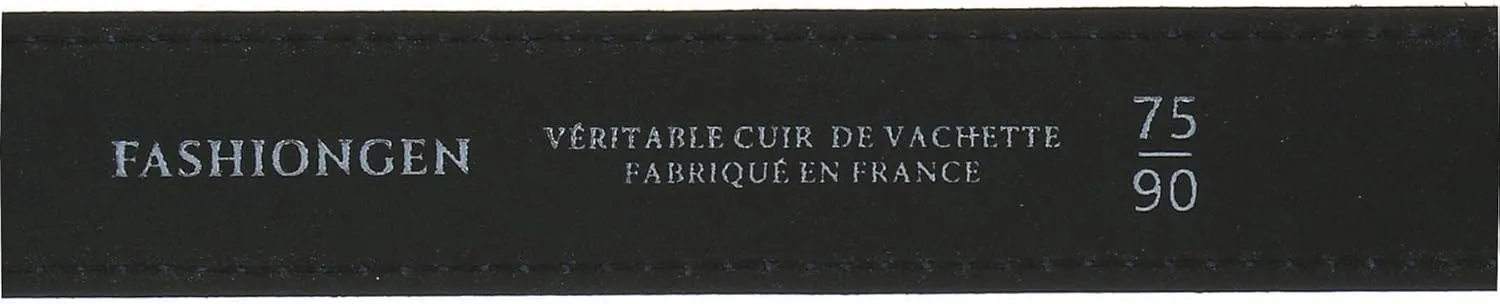 FASHIONGEN
VÉRITABLE CUIR DE VACHETTE
FABRIQUÉ EN FRANCE
75
90